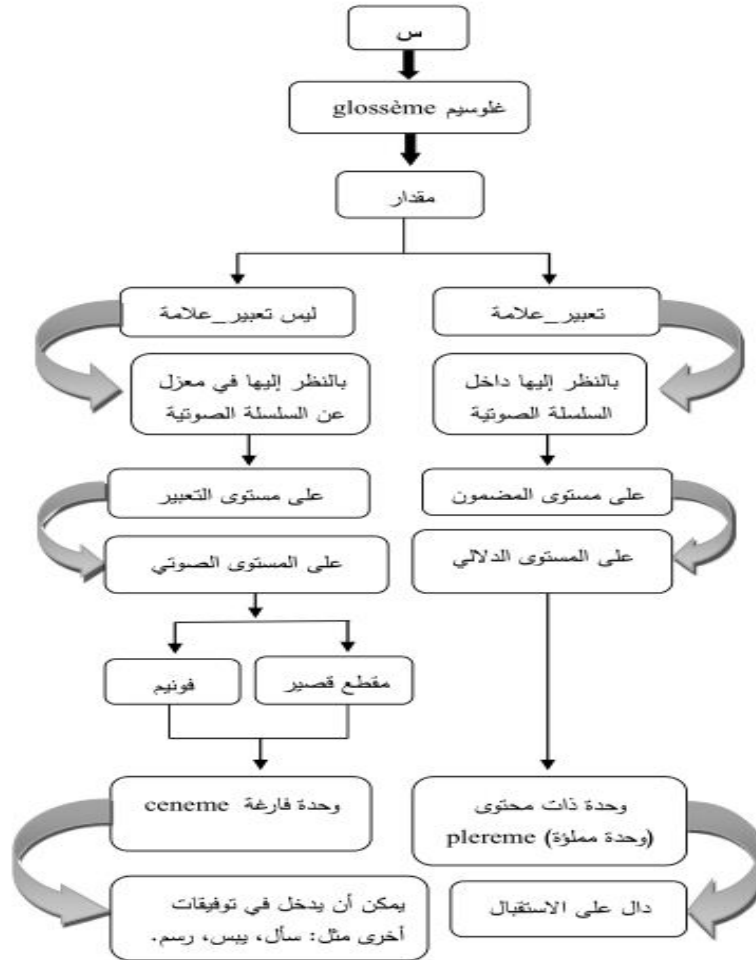 س
غلوسيم glossème
مقدار
تعبير_علامة
ليس تعبير_علامة
بالنظر إليها داخل
السلسلة الصوتية
بالنظر إليها في معزل
عن السلسلة الصوتية
على مستوى المضمون
على مستوى التعبير
على المستوى الدلالي
على المستوى الصوتي
مقطع قصير
فونيم
وحدة ذات محتوى
(وحدة مملؤة) plereme
وحدة فارغة ceneme
دال على الاستقبال
يمكن أن يدخل في توفيقات
أخرى مثل: سأل، يبس، رسم.